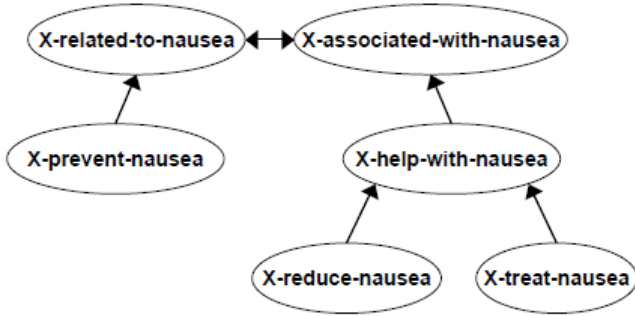 X-related-to-nausea
X-associated-with-nausea
X-prevent-nausea
X-help-with-nausea
X-reduce-nausea
X-treat-nausea